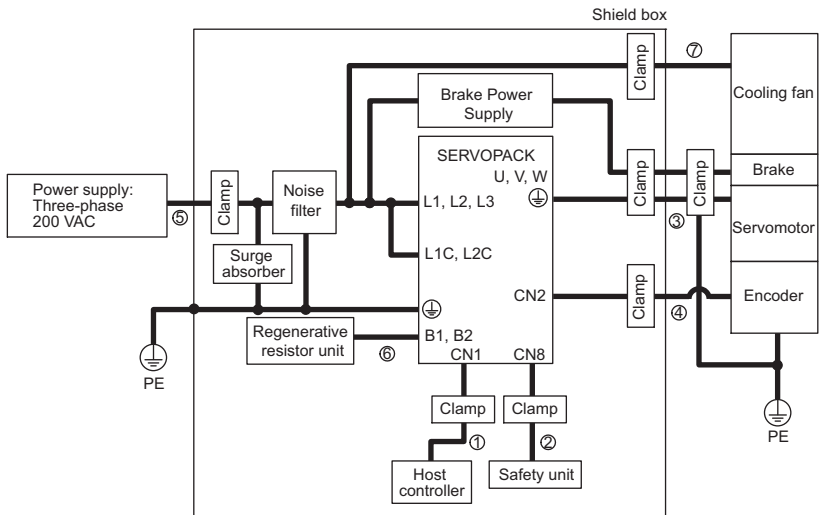 Shield box
Clamp
⑦
Cooling fan
Brake Power
Supply
SERVOPACK
U, V, W
Clamp
Clamp
Brake
Power supply:
Three-phase
200 VAC
⑤
Clamp
Noise
filter
L1, L2, L3
③
Servomotor
Surge
absorber
L1C, L2C
CN2
Clamp
④
Encoder
Regenerative
resistor unit
⑥
B1, B2
CN1
CN8
PE
Clamp
Clamp
①
②
PE
Host
controller
Safety unit